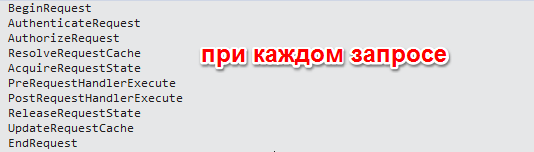 BeginRequest
AuthenticateRequest
AuthorizeRequest
ResolveRequestCache
при каждом запросе
AcquireRequestState
PreRequestHandlerExecute
PostRequestHandlerExecute
ReleaseRequestState
UpdateRequestCache
EndRequest